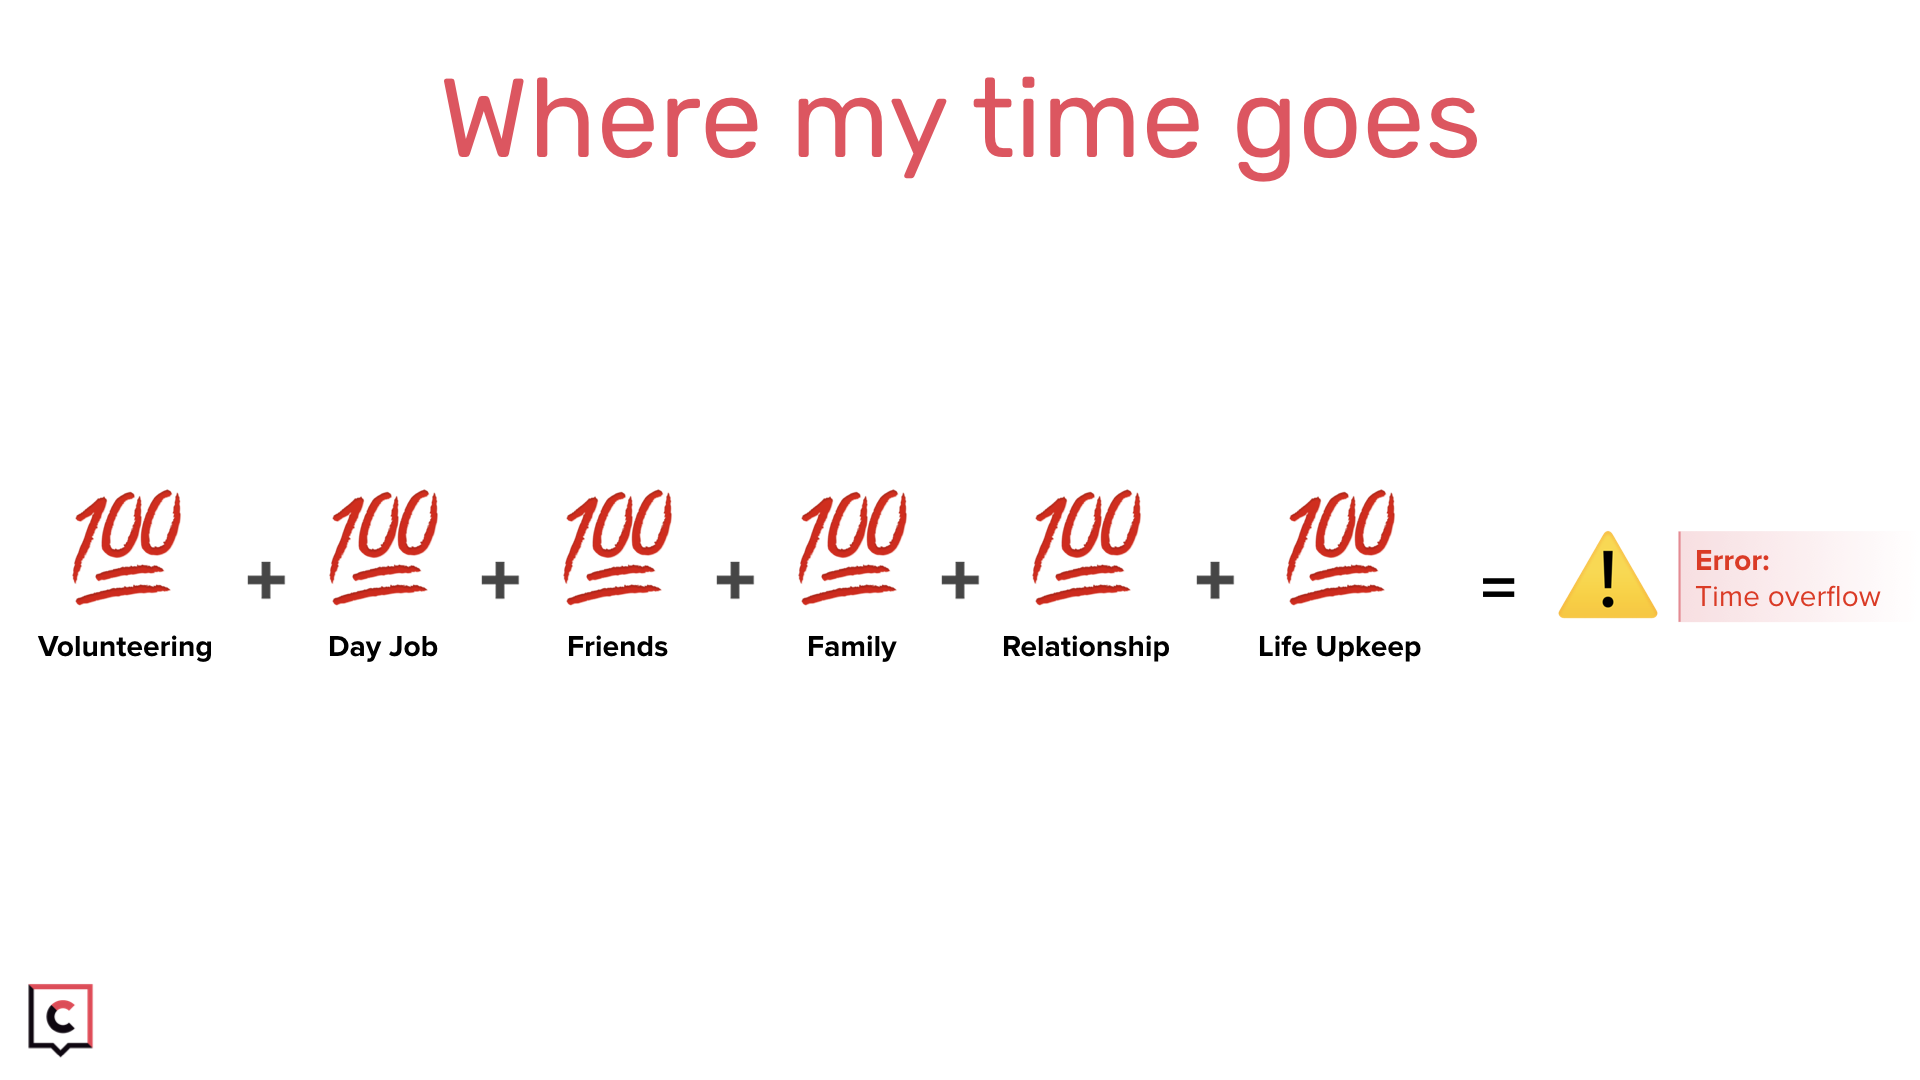 Where my time goes
100 + 100 + 100 + 100 + 100 + 100 = ! Error:
Time overflow
Volunteering Day Job Friends Family Relationship Life Upkeep
C